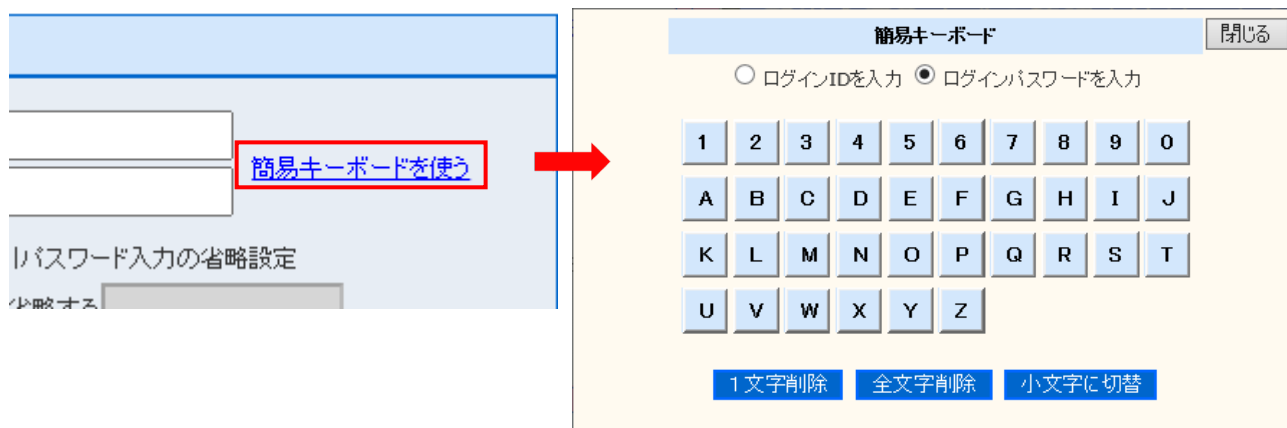 簡易キーボードを使う
パスワード入力の省略設定
省略する
簡易キーボード
閉じる
ログインIDを入力 ログインパスワードを入力
1 2 3 4 5 6 7 8 9 0
A B C D E F G H I J
K L M N O P Q R S T
U V W X Y Z
1文字削除 全文字削除 小文字に切替